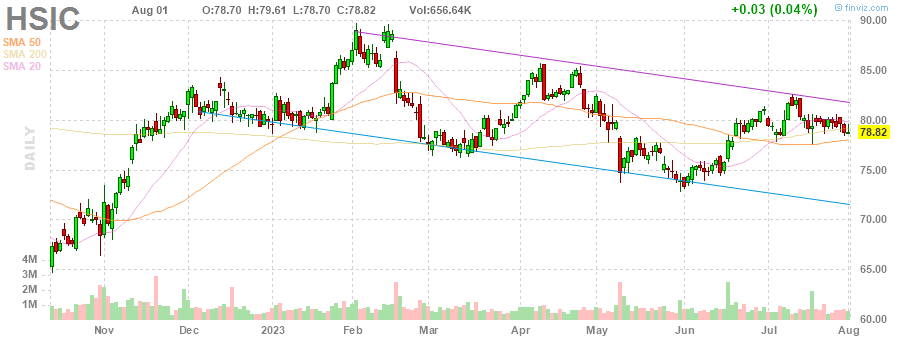 HSIC Aug 01 O:78.70 H:79.61 L:78.70 C:78.82 Vol:656.64K +0.03 (0.04%) © finviz.com
SMA 50
SMA 200
SMA 20
DAILY
90.00
85.00
80.00
78.82
75.00
70.00
65.00
60.00
4M
3M
2M
1M
Nov Dec 2023 Feb Mar Apr May Jun Jul Aug